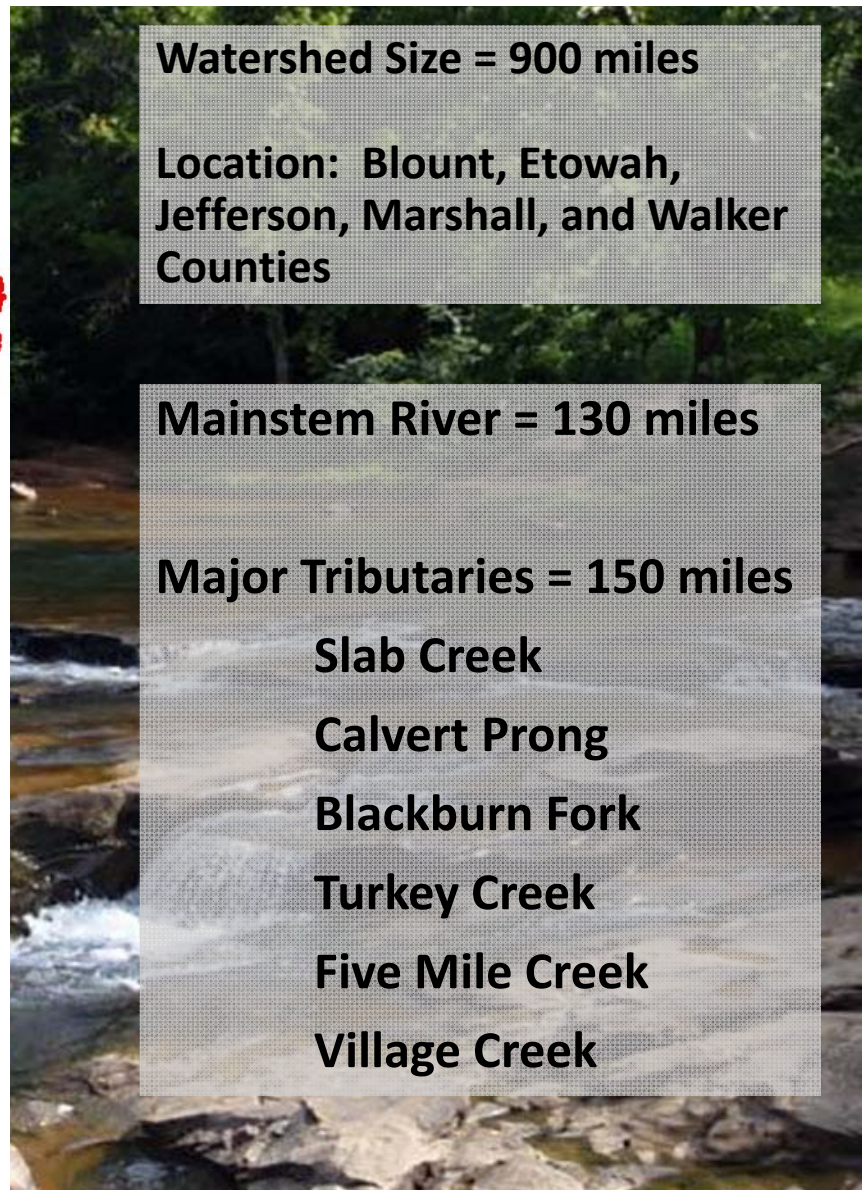 Watershed Size = 900 miles
Location: Blount, Etowah,
Jefferson, Marshall, and Walker
Counties
Mainstem River = 130 miles
Major Tributaries = 150 miles
Slab Creek
Calvert Prong
Blackburn Fork
Turkey Creek
Five Mile Creek
Village Creek